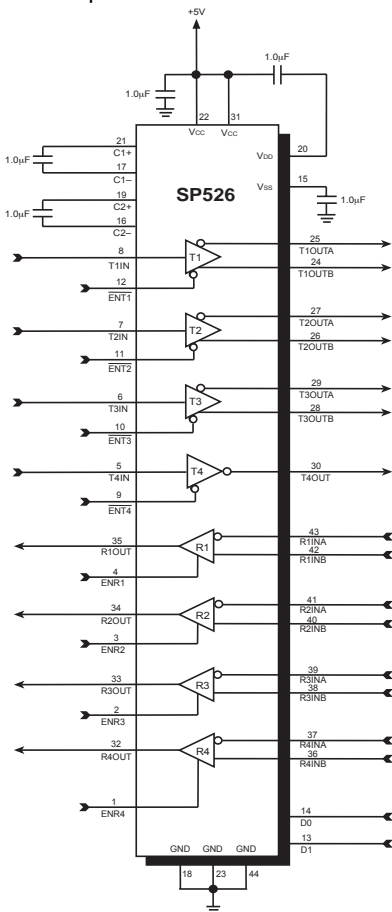 +5V
1.0µF
1.0µF
22
31
VCC
VCC
21
C1+
1.0µF
17
C1–
19
C2+
1.0µF
16
C2–
VDD
20
VSS
15
1.0µF
SP526
8
T1IN
T1
25
T1OUTA
24
T1OUTB
12
ENT1
7
T2IN
T2
27
T2OUTA
26
T2OUTB
11
ENT2
6
T3IN
T3
29
T3OUTA
28
T3OUTB
10
ENT3
5
T4IN
T4
30
T4OUT
9
ENT4
35
R1OUT
R1
43
R1INA
42
R1INB
4
ENR1
34
R2OUT
R2
41
R2INA
40
R2INB
3
ENR2
33
R3OUT
R3
39
R3INA
38
R3INB
2
ENR3
32
R4OUT
R4
37
R4INA
36
R4INB
1
ENR4
14
D0
13
D1
GND GND GND
18 23 44